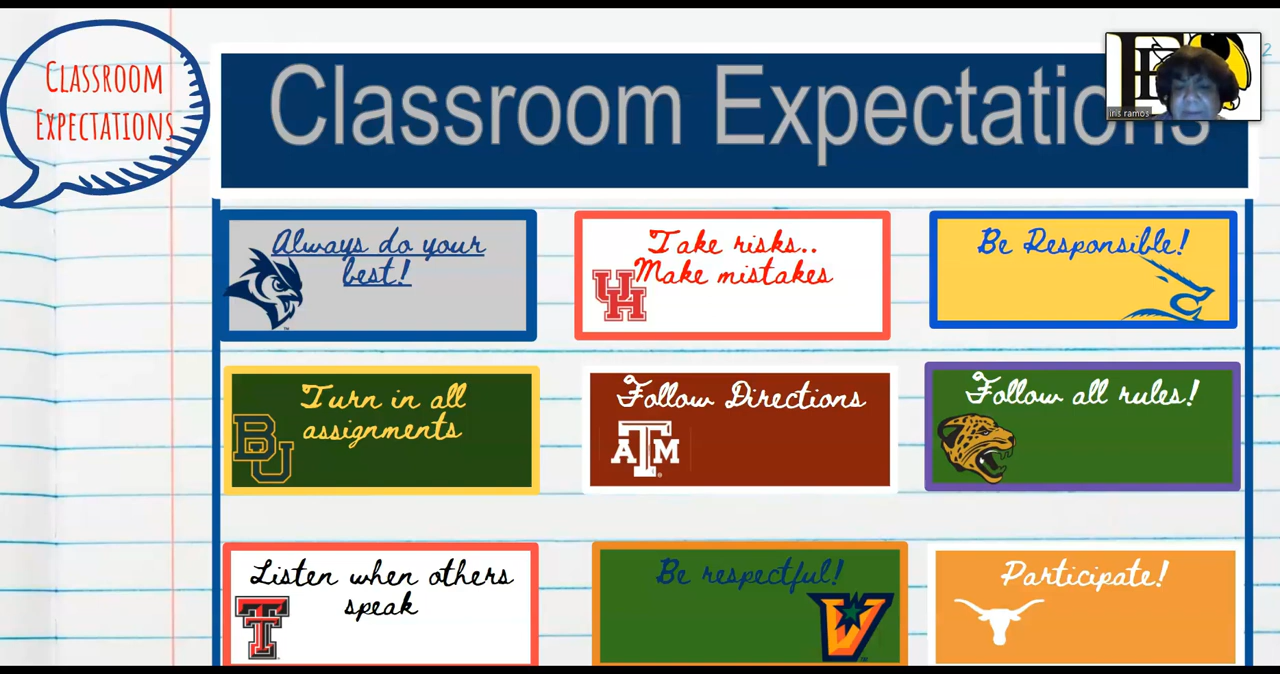 Classroom
Expectations
Classroom Expectations
iris ramos
2
Always do your
best!
Take risks..
Make mistakes
UH
Be Responsible!
Turn in all
assignments
BU
Follow Directions
ATM
Follow all rules!
Listen when others
speak
T
Be respectful!
V
Participate!